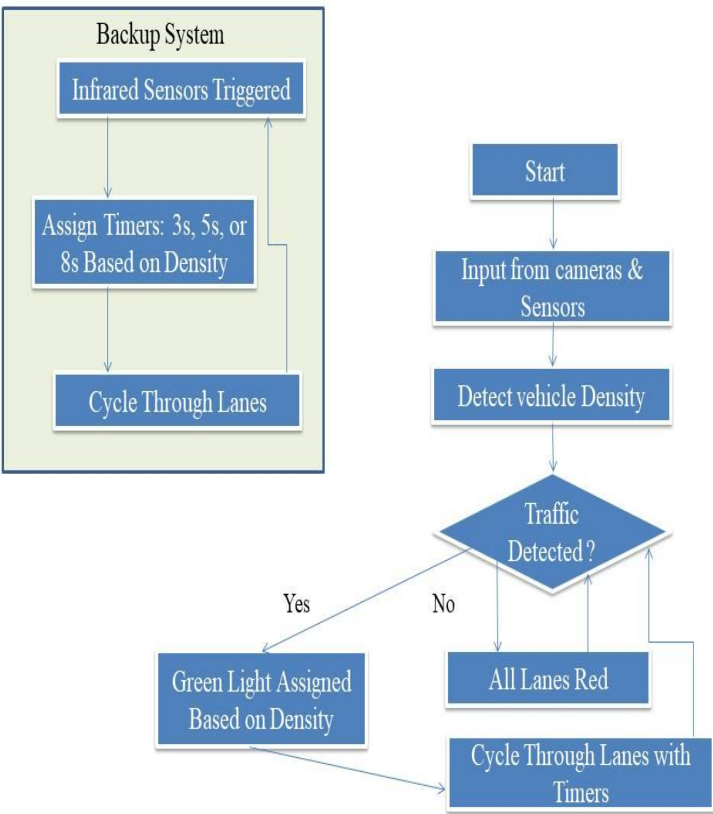 Backup System
Infrared Sensors Triggered
Assign Timers: 3s, 5s, or
8s Based on Density
Cycle Through Lanes
Start
Input from cameras &
Sensors
Detect vehicle Density
Traffic
Detected ?
Yes
No
Green Light Assigned
Based on Density
All Lanes Red
Cycle Through Lanes with
Timers